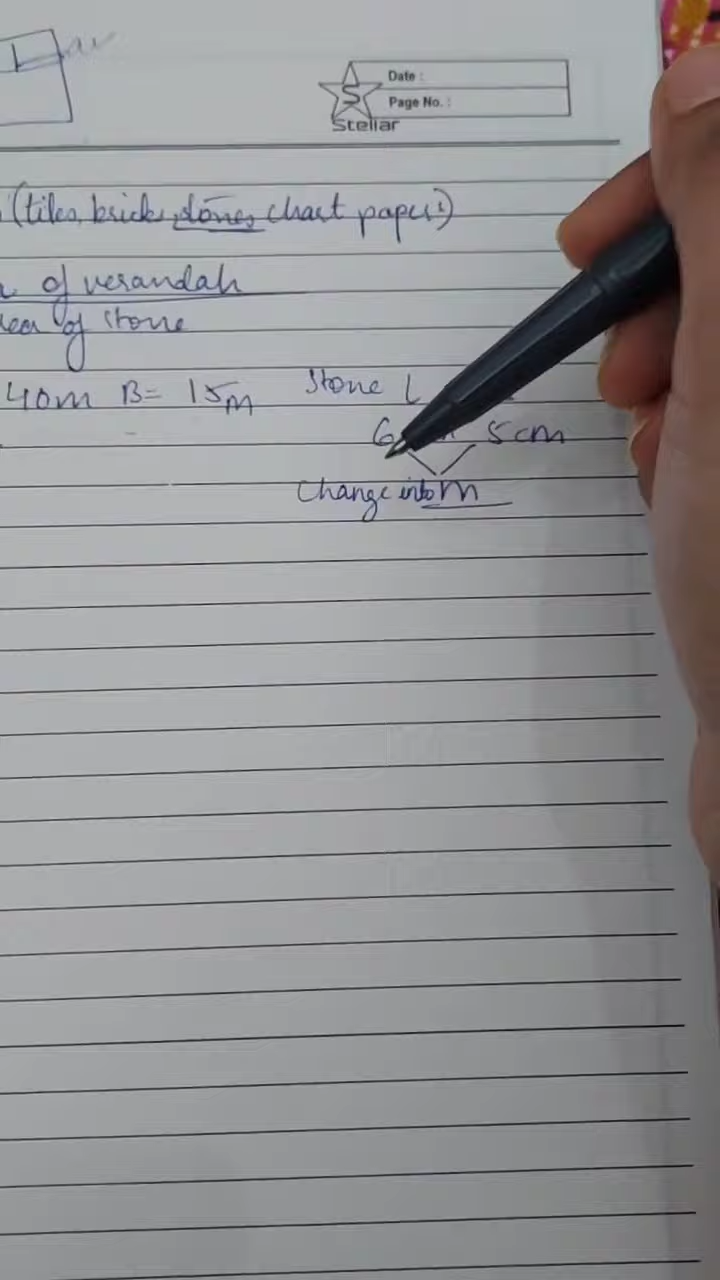 Date :
Page No. :
S
Stellar
(tiles, bricks, stones, chart paper)
of verandah
of stone
40m B= 15m Stone L
6 5cm
Change into m